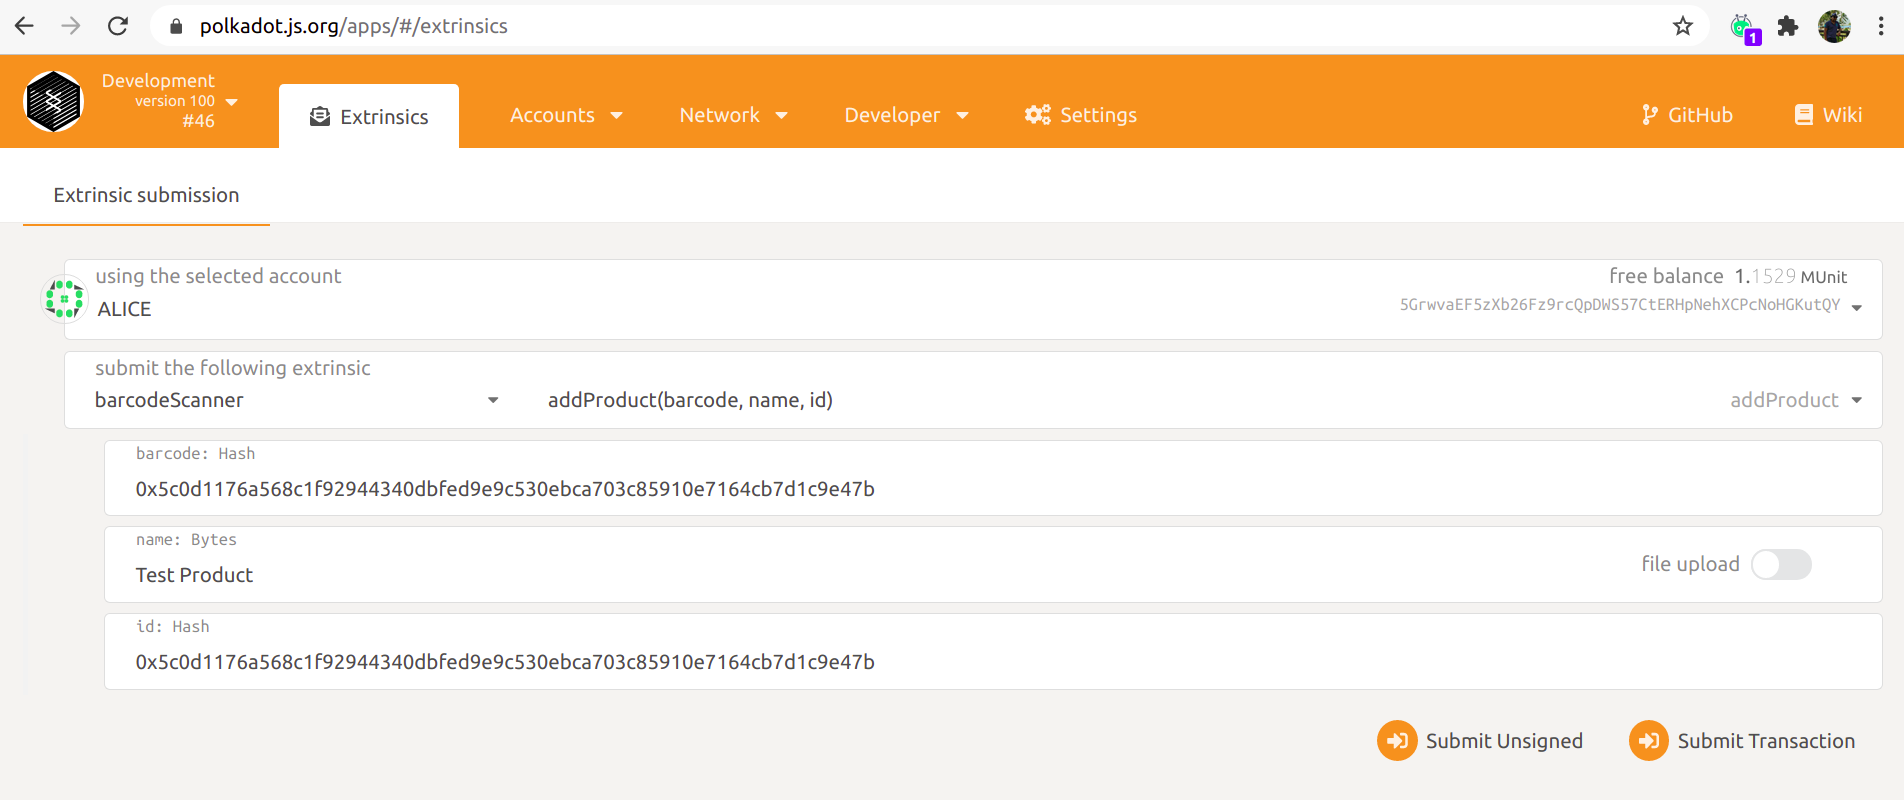 polkadot.js.org/apps/#/extrinsics
1
Development
version 100
#46
Extrinsics
Accounts
Network
Developer
Settings
GitHub
Wiki
Extrinsic submission
using the selected account
free balance 1.1529 MUnit
ALICE
5GrwvaEF5zXb26Fz9rcQpDWS57CtERHpNehXCPcNoHGKutQY
submit the following extrinsic
barcodeScanner
addProduct(barcode, name, id)
addProduct
barcode: Hash
0x5c0d1176a568c1f92944340dbfed9e9c530ebca703c85910e7164cb7d1c9e47b
name: Bytes
Test Product
file upload
id: Hash
0x5c0d1176a568c1f92944340dbfed9e9c530ebca703c85910e7164cb7d1c9e47b
Submit Unsigned
Submit Transaction